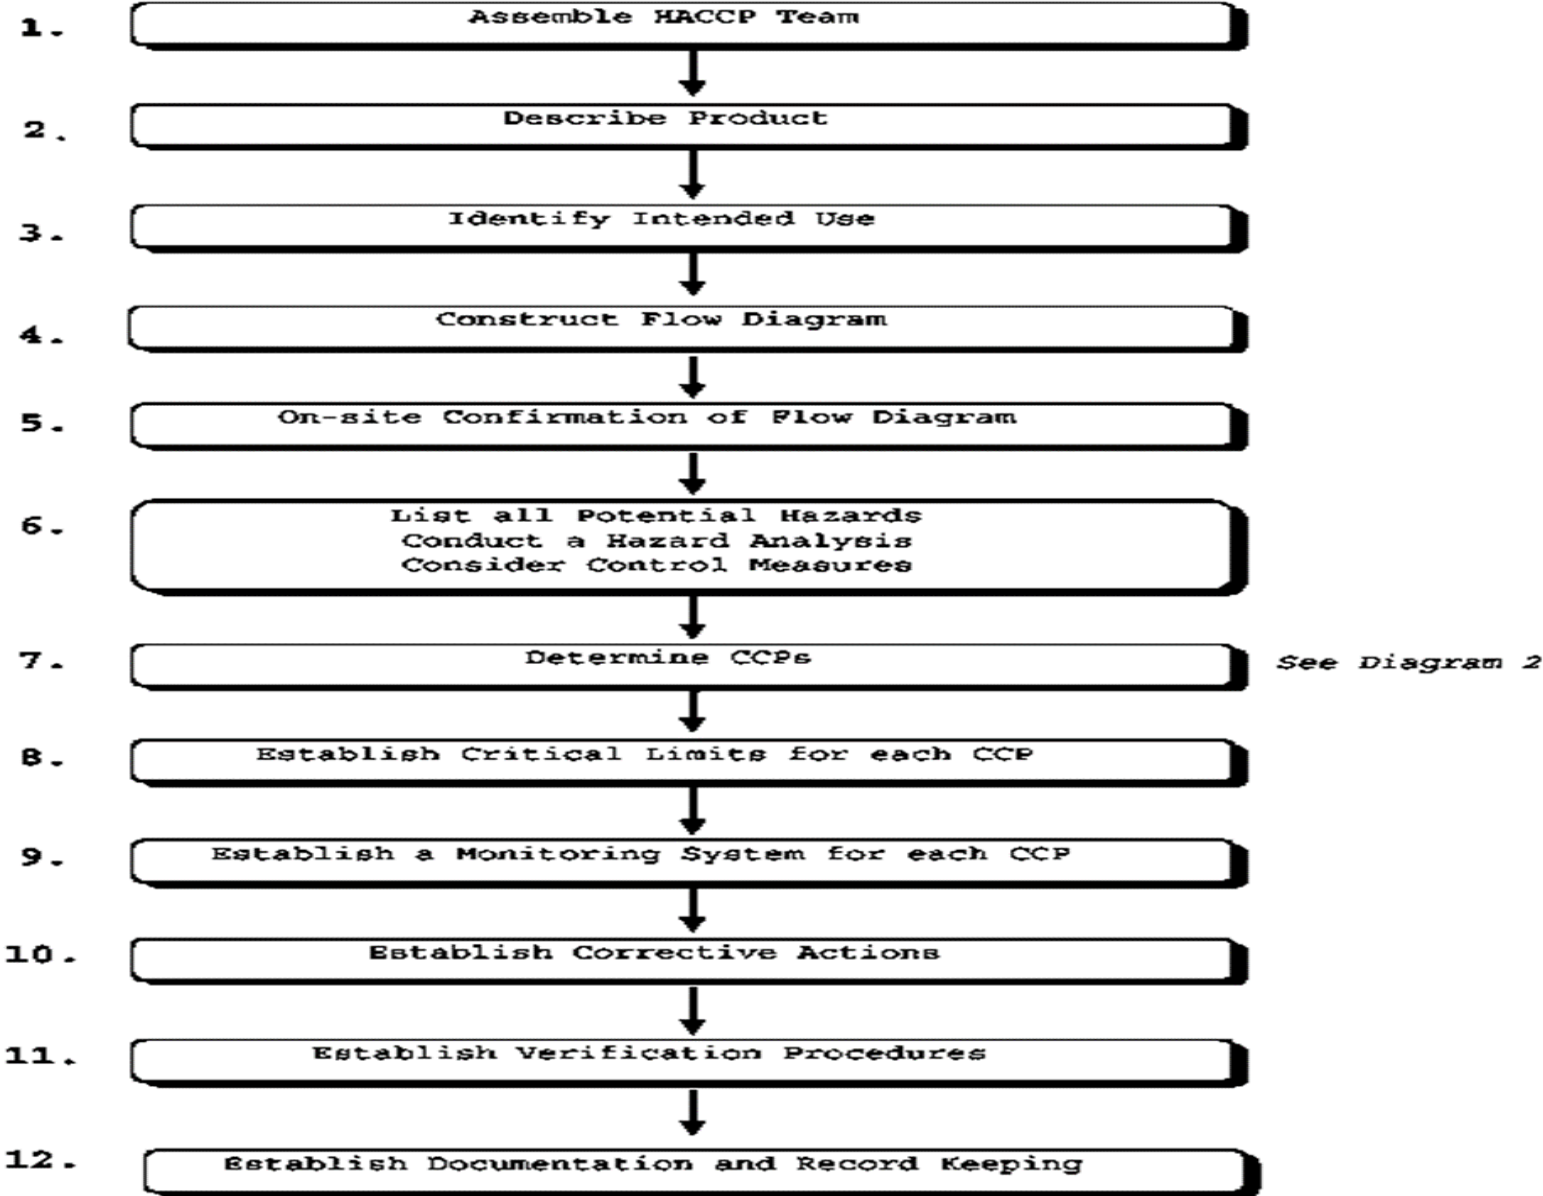 1. Assemble HACCP Team
2. Describe Product
3. Identify Intended Use
4. Construct Flow Diagram
5. On-site Confirmation of Flow Diagram
6. List all Potential Hazards
Conduct a Hazard Analysis
Consider Control Measures
7. Determine CCPs See Diagram 2
8. Establish Critical Limits for each CCP
9. Establish a Monitoring System for each CCP
10. Establish Corrective Actions
11. Establish Verification Procedures
12. Establish Documentation and Record Keeping